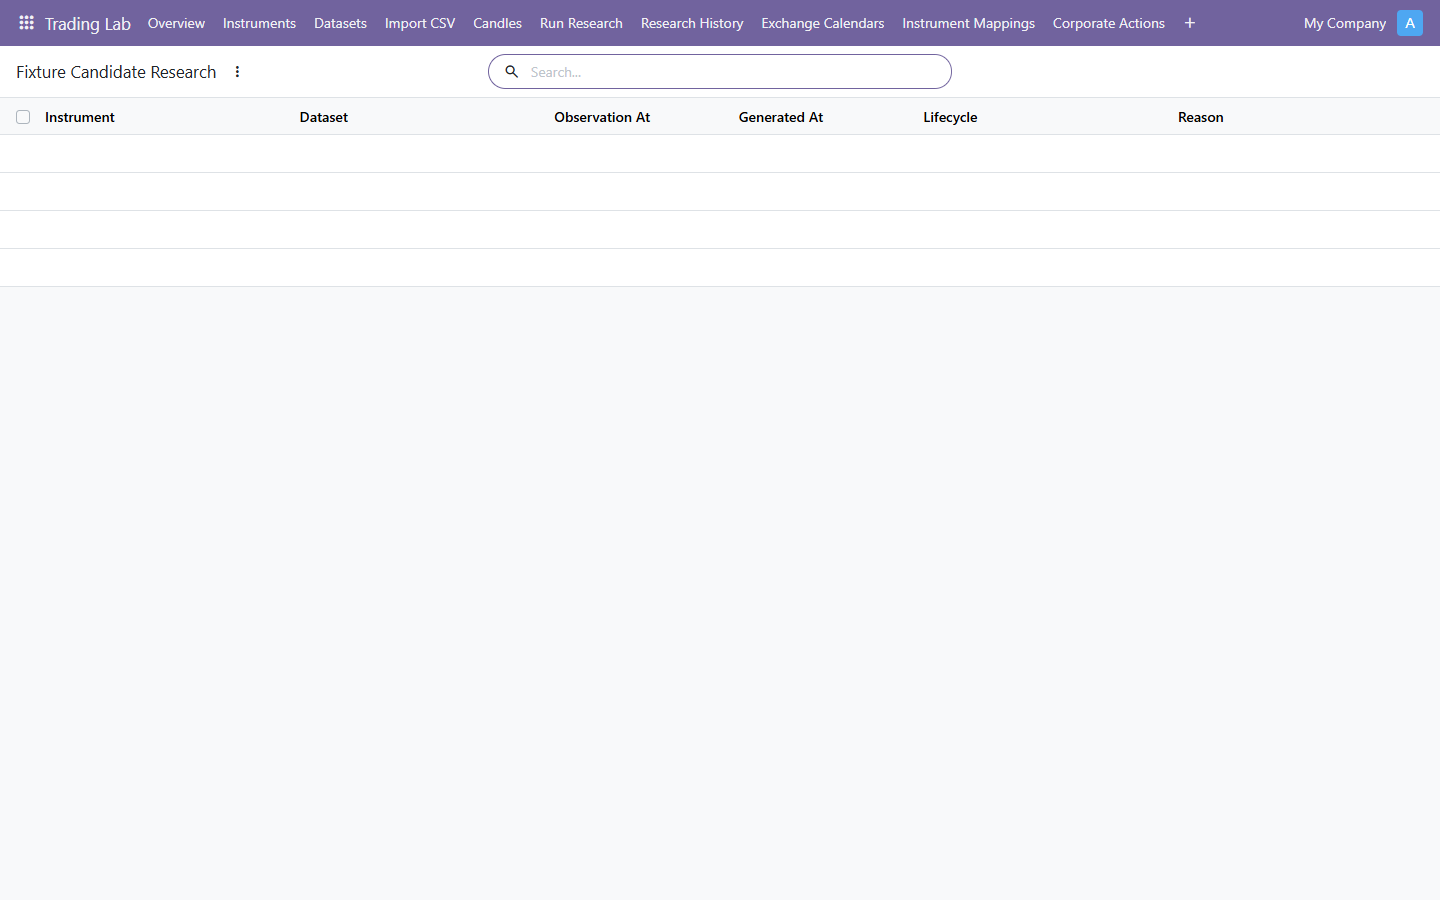 Trading Lab Overview Instruments Datasets Import CSV Candles Run Research Research History Exchange Calendars Instrument Mappings Corporate Actions + My Company A
Fixture Candidate Research Search...
Instrument Dataset Observation At Generated At Lifecycle Reason